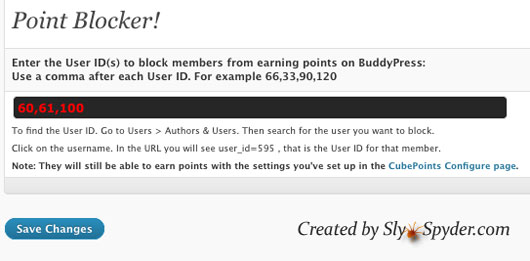 Point Blocker!
Enter the User ID(s) to block members from earning points on BuddyPress:
Use a comma after each User ID. For example 66,33,90,120
60,61,100
To find the User ID. Go to Users > Authors & Users. Then search for the user you want to block.
Click on the username. In the URL you will see user_id=595 , that is the User ID for that member.
Note: They will still be able to earn points with the settings you've set up in the CubePoints Configure page.
Save Changes
Created by SlySpyder.com